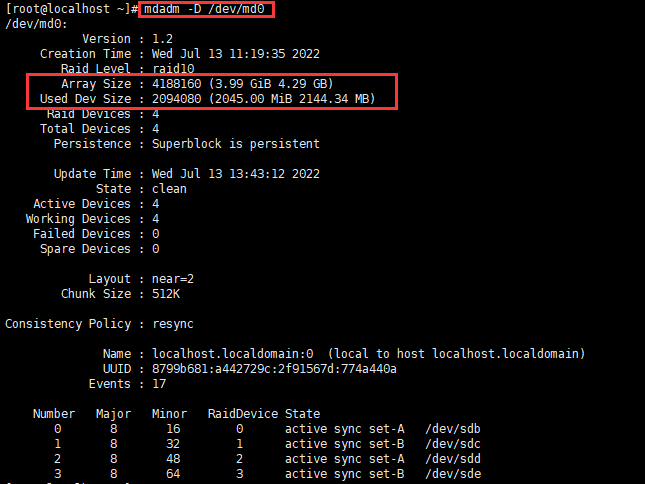 [root@localhost ~]# mdadm -D /dev/md0
/dev/md0:
Version : 1.2
Creation Time : Wed Jul 13 11:19:35 2022
Raid Level : raid10
Array Size : 4188160 (3.99 GiB 4.29 GB)
Used Dev Size : 2094080 (2045.00 MiB 2144.34 MB)
Raid Devices : 4
Total Devices : 4
Persistence : Superblock is persistent
Update Time : Wed Jul 13 13:43:12 2022
State : clean
Active Devices : 4
Working Devices : 4
Failed Devices : 0
Spare Devices : 0
Layout : near=2
Chunk Size : 512K
Consistency Policy : resync
Name : localhost.localdomain:0 (local to host localhost.localdomain)
UUID : 8799b681:a442729c:2f91567d:774a440a
Events : 17
Number Major Minor RaidDevice State
0 8 16 0 active sync set-A /dev/sdb
1 8 32 1 active sync set-B /dev/sdc
2 8 48 2 active sync set-A /dev/sdd
3 8 64 3 active sync set-B /dev/sde